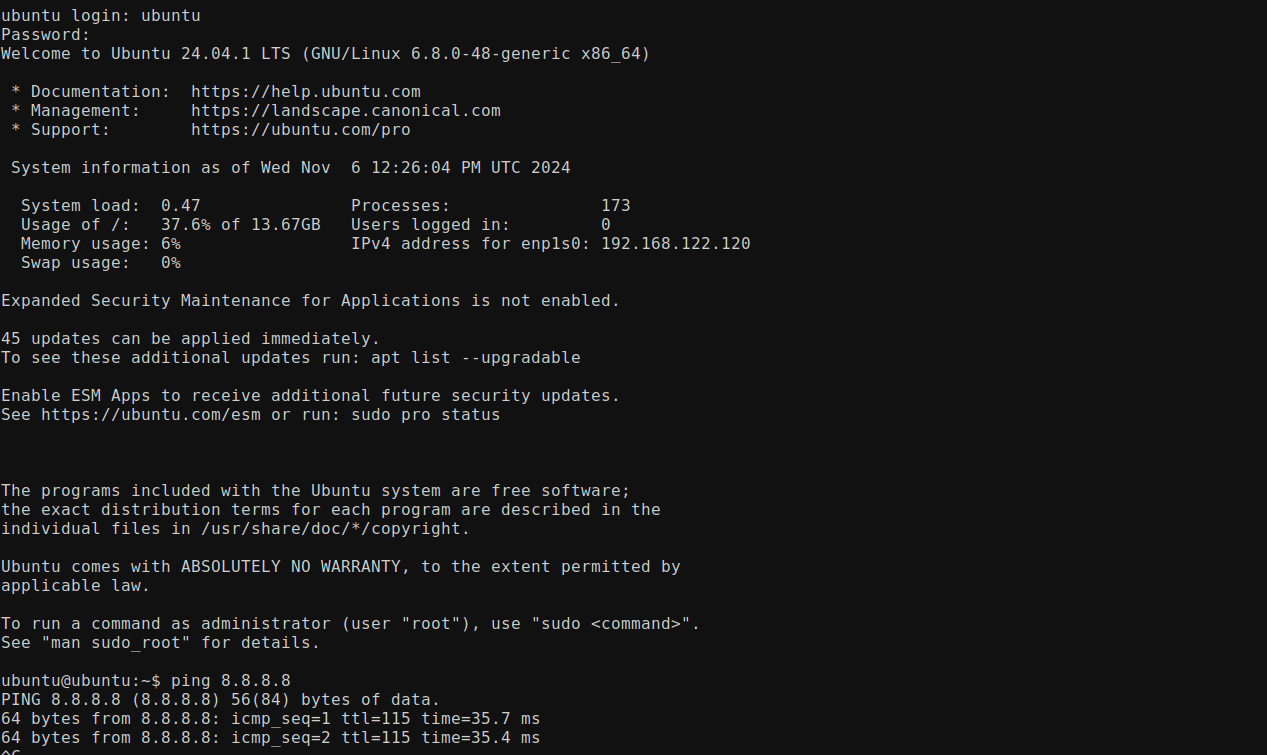 ubuntu login: ubuntu
Password:
Welcome to Ubuntu 24.04.1 LTS (GNU/Linux 6.8.0-48-generic x86_64)

 * Documentation:  https://help.ubuntu.com
 * Management:     https://landscape.canonical.com
 * Support:        https://ubuntu.com/pro

 System information as of Wed Nov  6 12:26:04 PM UTC 2024

  System load:  0.47               Processes:               173
  Usage of /:   37.6% of 13.67GB   Users logged in:         0
  Memory usage: 6%                 IPv4 address for enp1s0: 192.168.122.120
  Swap usage:   0%

Expanded Security Maintenance for Applications is not enabled.

45 updates can be applied immediately.
To see these additional updates run: apt list --upgradable

Enable ESM Apps to receive additional future security updates.
See https://ubuntu.com/esm or run: sudo pro status

The programs included with the Ubuntu system are free software;
the exact distribution terms for each program are described in the
individual files in /usr/share/doc/*/copyright.

Ubuntu comes with ABSOLUTELY NO WARRANTY, to the extent permitted by
applicable law.

To run a command as administrator (user "root"), use "sudo <command>".
See "man sudo_root" for details.

ubuntu@ubuntu:~$ ping 8.8.8.8
PING 8.8.8.8 (8.8.8.8) 56(84) bytes of data.
64 bytes from 8.8.8.8: icmp_seq=1 ttl=115 time=35.7 ms
64 bytes from 8.8.8.8: icmp_seq=2 ttl=115 time=35.4 ms